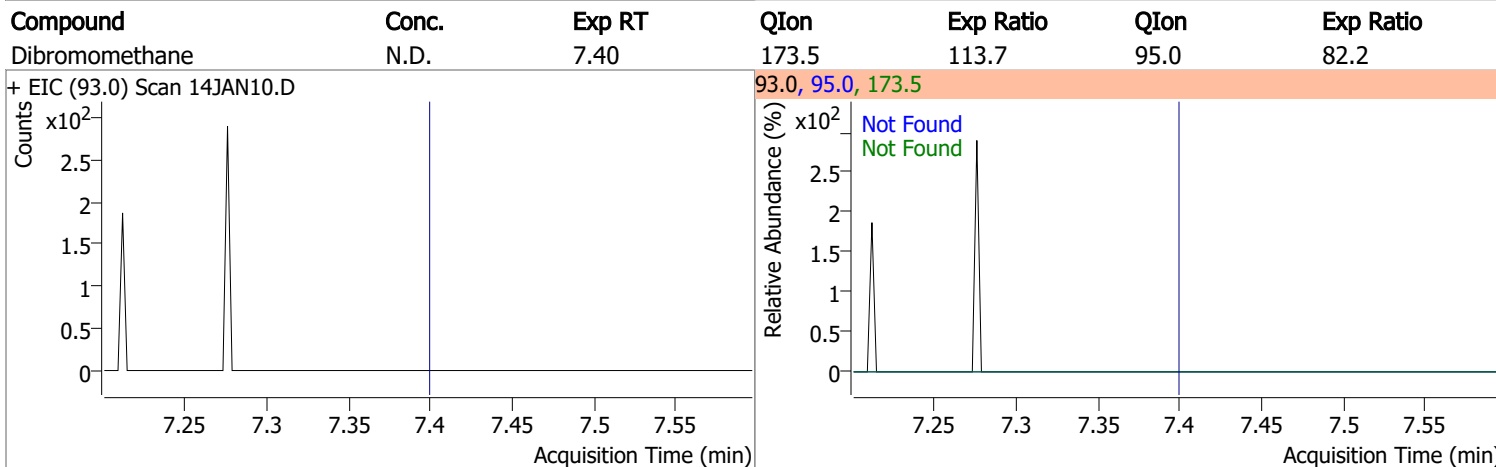 Compound Conc. Exp RT QIon Exp Ratio QIon Exp Ratio
Dibromomethane N.D. 7.40 173.5 113.7 95.0 82.2
+ EIC (93.0) Scan 14JAN10.D
Counts
x10²
2.5
2
1.5
1
0.5
0
7.25 7.3 7.35 7.4 7.45 7.5 7.55
Acquisition Time (min)
93.0, 95.0, 173.5
Relative Abundance (%)
x10²
Not Found
Not Found
2.5
2
1.5
1
0.5
0
7.25 7.3 7.35 7.4 7.45 7.5 7.55
Acquisition Time (min)